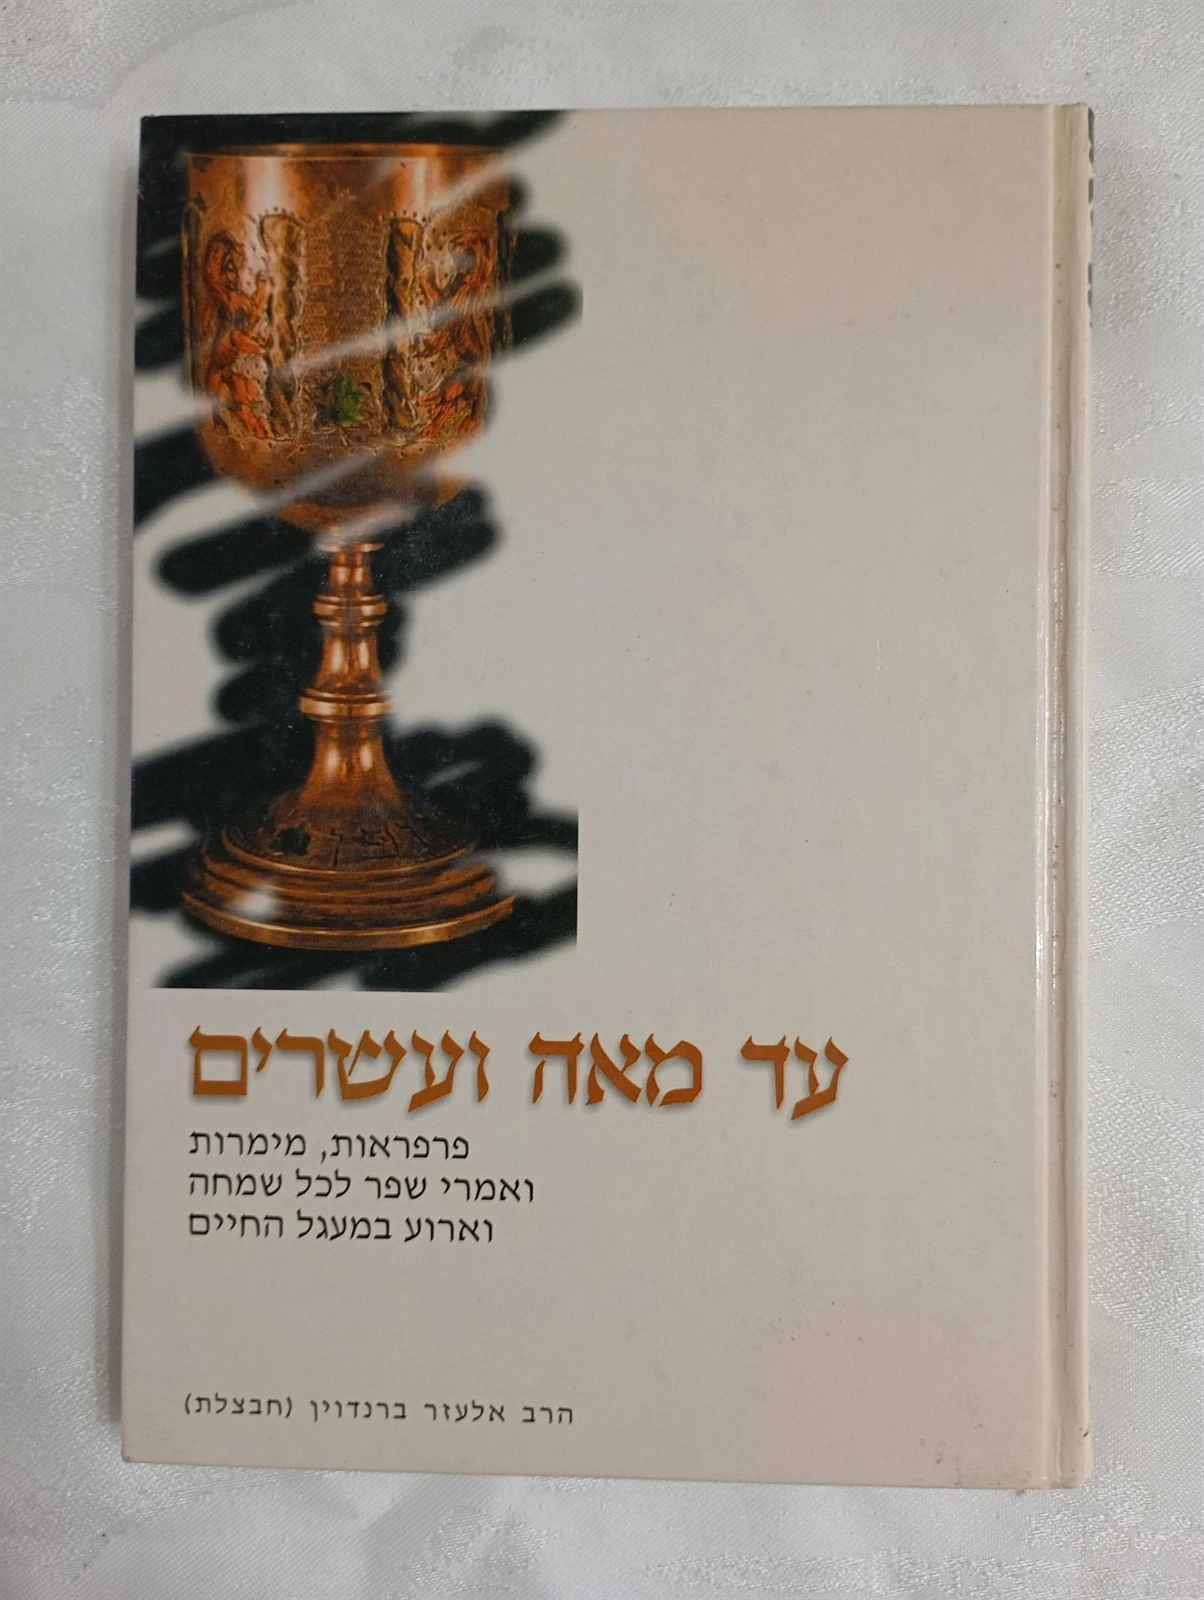 עד מאה ועשרים
פרפראות, מימרות
ואמרי שפר לכל שמחה
וארוע במעגל החיים
הרב אלעזר ברנדוין (חבצלת)